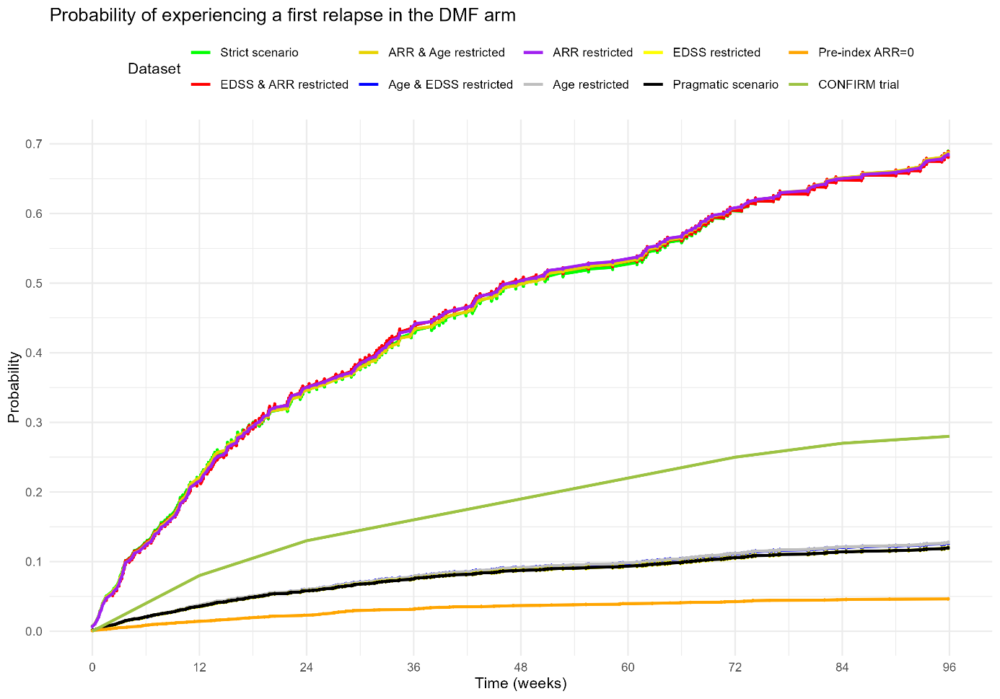 Probability of experiencing a first relapse in the DMF arm
Dataset
Strict scenario
ARR & Age restricted
ARR restricted
EDSS restricted
Pre-index ARR=0
EDSS & ARR restricted
Age & EDSS restricted
Age restricted
Pragmatic scenario
CONFIRM trial
Probability
0.7
0.6
0.5
0.4
0.3
0.2
0.1
0.0
0
12
24
36
48
60
72
84
96
Time (weeks)